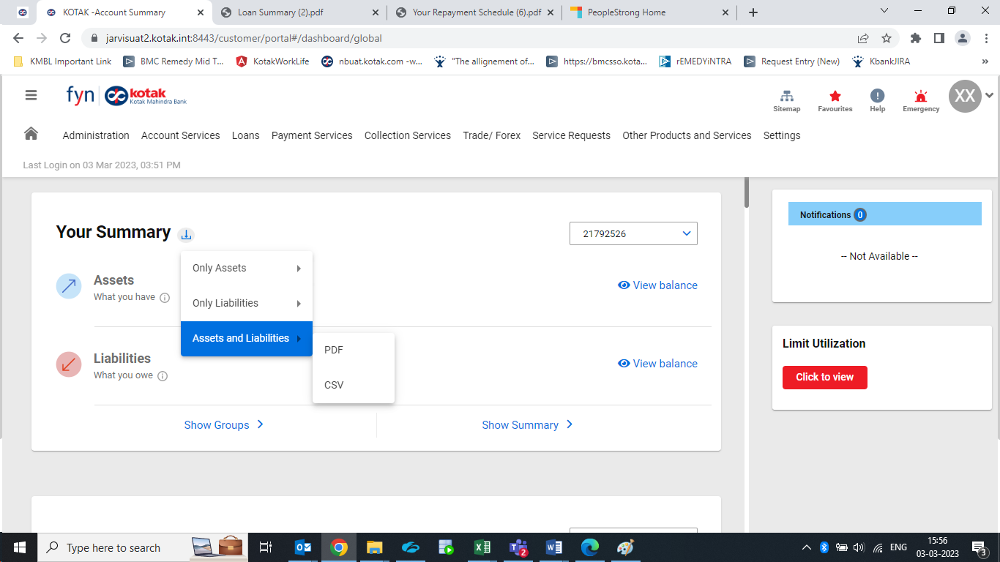 KOTAK -Account Summary
Loan Summary (2).pdf
Your Repayment Schedule (6).pdf
PeopleStrong Home
jarvisuat2.kotak.int:8443/customer/portal#/dashboard/global
KMBL Important Link
BMC Remedy Mid T...
KotakWorkLife
nbuat.kotak.com -w...
"The allignement of...
https://bmcsso.kota...
rEMEDYiNTRA
Request Entry (New)
KbankJIRA
»
fyn
kotak
Kotak Mahindra Bank
Sitemap
Favourites
Help
Emergency
XX
Administration
Account Services
Loans
Payment Services
Collection Services
Trade/ Forex
Service Requests
Other Products and Services
Settings
Last Login on 03 Mar 2023, 03:51 PM
Your Summary
21792526
Only Assets
Only Liabilities
Assets and Liabilities
PDF
CSV
Assets
What you have
View balance
Liabilities
What you owe
View balance
Show Groups
Show Summary
Notifications 0
-- Not Available --
Limit Utilization
Click to view
Type here to search
2
ENG
15:56
03-03-2023
3